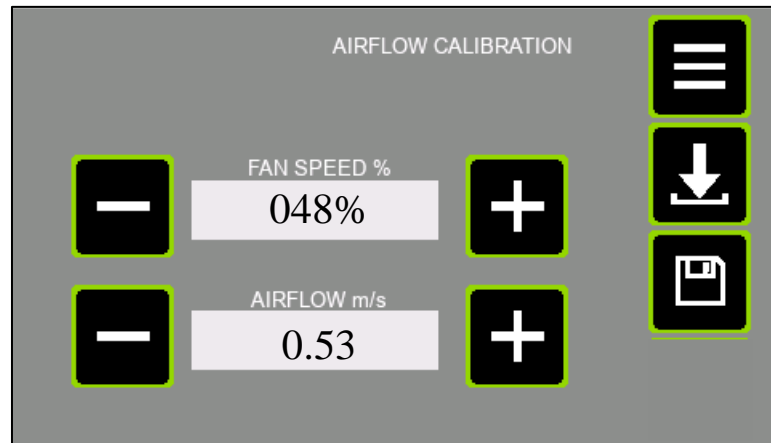 AIRFLOW CALIBRATION
FAN SPEED %
048%
AIRFLOW m/s
0.53